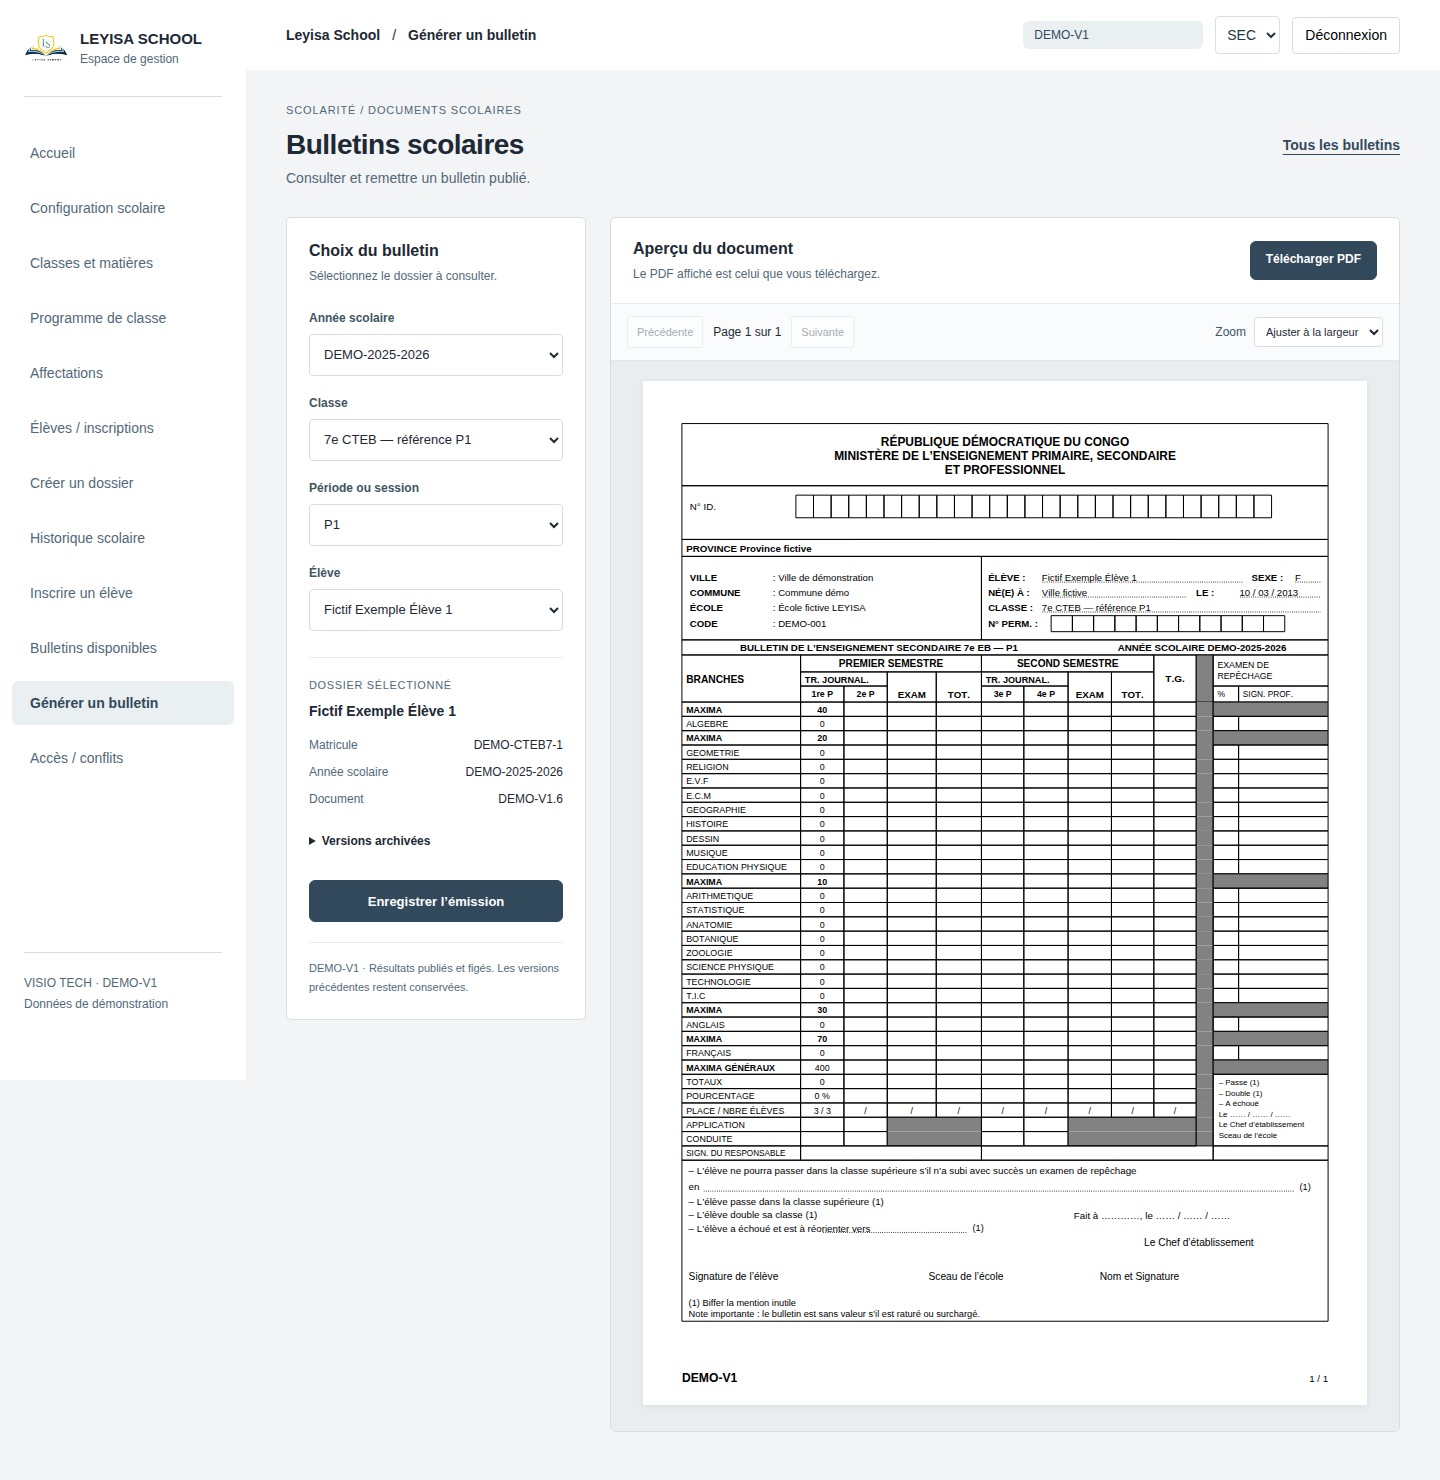 LEYISA SCHOOL
Espace de gestion
Accueil
Configuration scolaire
Classes et matières
Programme de classe
Affectations
Élèves / inscriptions
Créer un dossier
Historique scolaire
Inscrire un élève
Bulletins disponibles
Générer un bulletin
Accès / conflits
VISIO TECH · DEMO-V1
Données de démonstration
Leyisa School / Générer un bulletin
DEMO-V1
SEC
Déconnexion
SCOLARITÉ / DOCUMENTS SCOLAIRES
Bulletins scolaires
Consulter et remettre un bulletin publié.
Tous les bulletins
Choix du bulletin
Sélectionnez le dossier à consulter.
Année scolaire
DEMO-2025-2026
Classe
7e CTEB — référence P1
Période ou session
P1
Élève
Fictif Exemple Élève 1
DOSSIER SÉLECTIONNÉ
Fictif Exemple Élève 1
Matricule DEMO-CTEB7-1
Année scolaire DEMO-2025-2026
Document DEMO-V1.6
Versions archivées
Enregistrer l’émission
DEMO-V1 · Résultats publiés et figés. Les versions
précédentes restent conservées.
Aperçu du document
Le PDF affiché est celui que vous téléchargez.
Télécharger PDF
Précédente Page 1 sur 1 Suivante
Zoom Ajuster à la largeur
RÉPUBLIQUE DÉMOCRATIQUE DU CONGO
MINISTÈRE DE L’ENSEIGNEMENT PRIMAIRE, SECONDAIRE
ET PROFESSIONNEL
N° ID.
PROVINCE Province fictive
VILLE : Ville de démonstration
COMMUNE : Commune démo
ÉCOLE : École fictive LEYISA
CODE : DEMO-001
ÉLÈVE : Fictif Exemple Élève 1 SEXE : F
NÉ(E) À : Ville fictive LE : 10 / 03 / 2013
CLASSE : 7e CTEB — référence P1
N° PERM. :
BULLETIN DE L’ENSEIGNEMENT SECONDAIRE 7e EB — P1 ANNÉE SCOLAIRE DEMO-2025-2026
BRANCHES PREMIER SEMESTRE SECOND SEMESTRE T.G. EXAMEN DE
REPÊCHAGE
TR. JOURNAL. EXAM TOT. TR. JOURNAL. EXAM TOT.
1re P 2e P 3e P 4e P % SIGN. PROF.
MAXIMA 40
ALGEBRE 0
MAXIMA 20
GEOMETRIE 0
RELIGION 0
E.V.F 0
E.C.M 0
GEOGRAPHIE 0
HISTOIRE 0
DESSIN 0
MUSIQUE 0
EDUCATION PHYSIQUE 0
MAXIMA 10
ARITHMETIQUE 0
STATISTIQUE 0
ANATOMIE 0
BOTANIQUE 0
ZOOLOGIE 0
SCIENCE PHYSIQUE 0
TECHNOLOGIE 0
T.I.C 0
MAXIMA 30
ANGLAIS 0
MAXIMA 70
FRANÇAIS 0
MAXIMA GÉNÉRAUX 400
TOTAUX 0
POURCENTAGE 0 %
PLACE / NBRE ÉLÈVES 3 / 3 / / / / / / / /
APPLICATION
CONDUITE
SIGN. DU RESPONSABLE
– Passe (1)
– Double (1)
– A échoué
Le ...... / ...... / ......
Le Chef d’établissement
Sceau de l’école
– L’élève ne pourra passer dans la classe supérieure s’il n’a subi avec succès un examen de repêchage
en (1)
– L’élève passe dans la classe supérieure (1)
– L’élève double sa classe (1)
– L’élève a échoué et est à réorienter vers (1)
Fait à …………, le …… / …… / ……
Le Chef d’établissement
Signature de l’élève Sceau de l’école Nom et Signature
(1) Biffer la mention inutile
Note importante : le bulletin est sans valeur s’il est raturé ou surchargé.
DEMO-V1 1 / 1